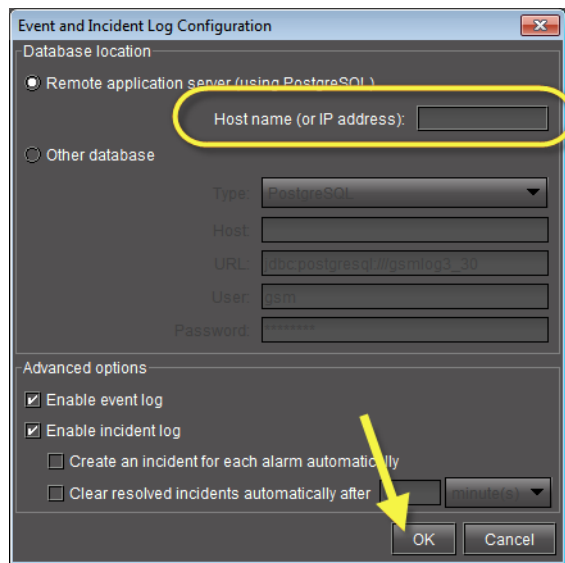 Event and Incident Log Configuration
Database location
Remote application server (using PostgreSQL)
Host name (or IP address):
Other database
Type: PostgreSQL
Host:
URL: jdbc:postgresql:///gsmlog3_30
User: gsm
Password: ********
Advanced options
Enable event log
Enable incident log
Create an incident for each alarm automatically
Clear resolved incidents automatically after minute(s)
OK Cancel